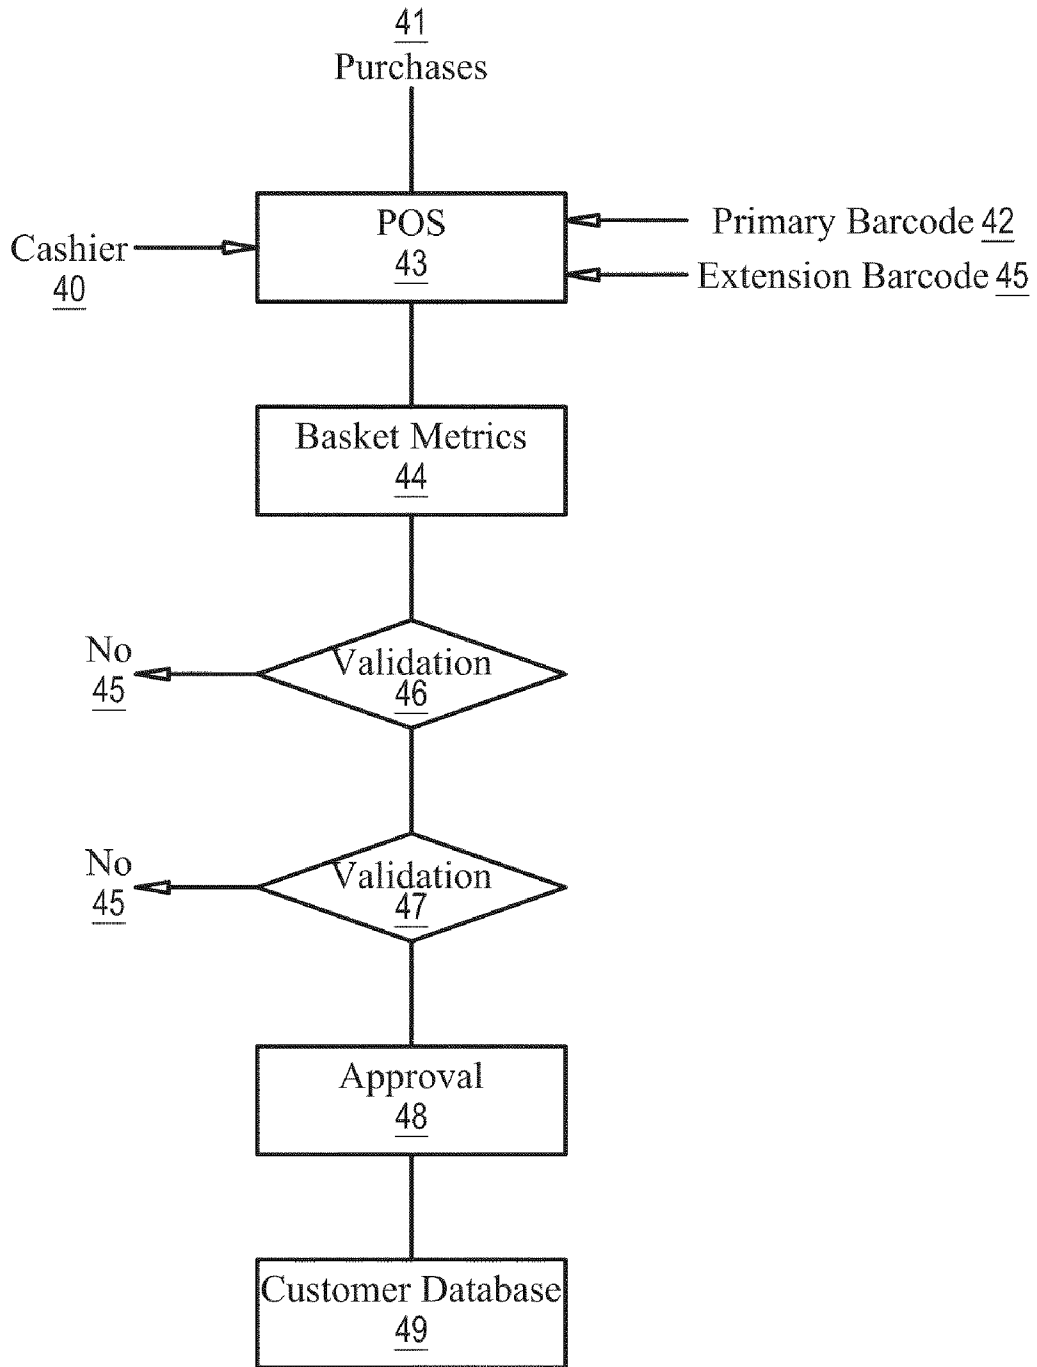 41
Purchases
POS
43
Cashier
40
Primary Barcode 42
Extension Barcode 45
Basket Metrics
44
No
45
Validation
46
No
45
Validation
47
Approval
48
Customer Database
49